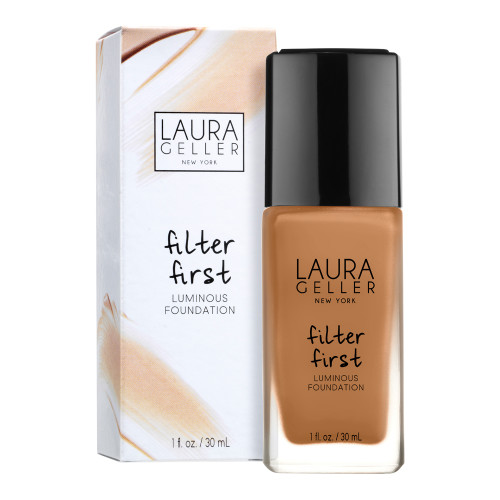 LAURA
GELLER
NEW YORK
filter
first
LUMINOUS
FOUNDATION
1 fl. oz. / 30 mL
LAURA
GELLER
NEW YORK
filter
first
LUMINOUS
FOUNDATION
1 fl. oz. / 30 mL